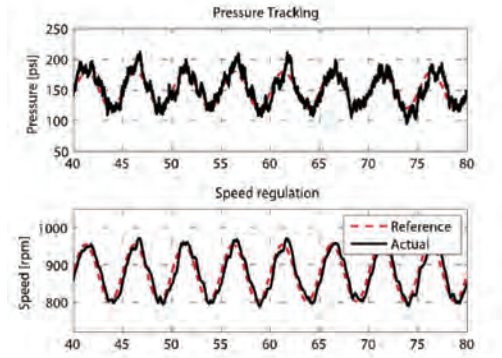 Pressure Tracking
250
200
150
100
50
Pressure [psi]
40 45 50 55 60 65 70 75 80
Speed regulation
1000
900
800
Speed [rpm]
Reference
Actual
40 45 50 55 60 65 70 75 80